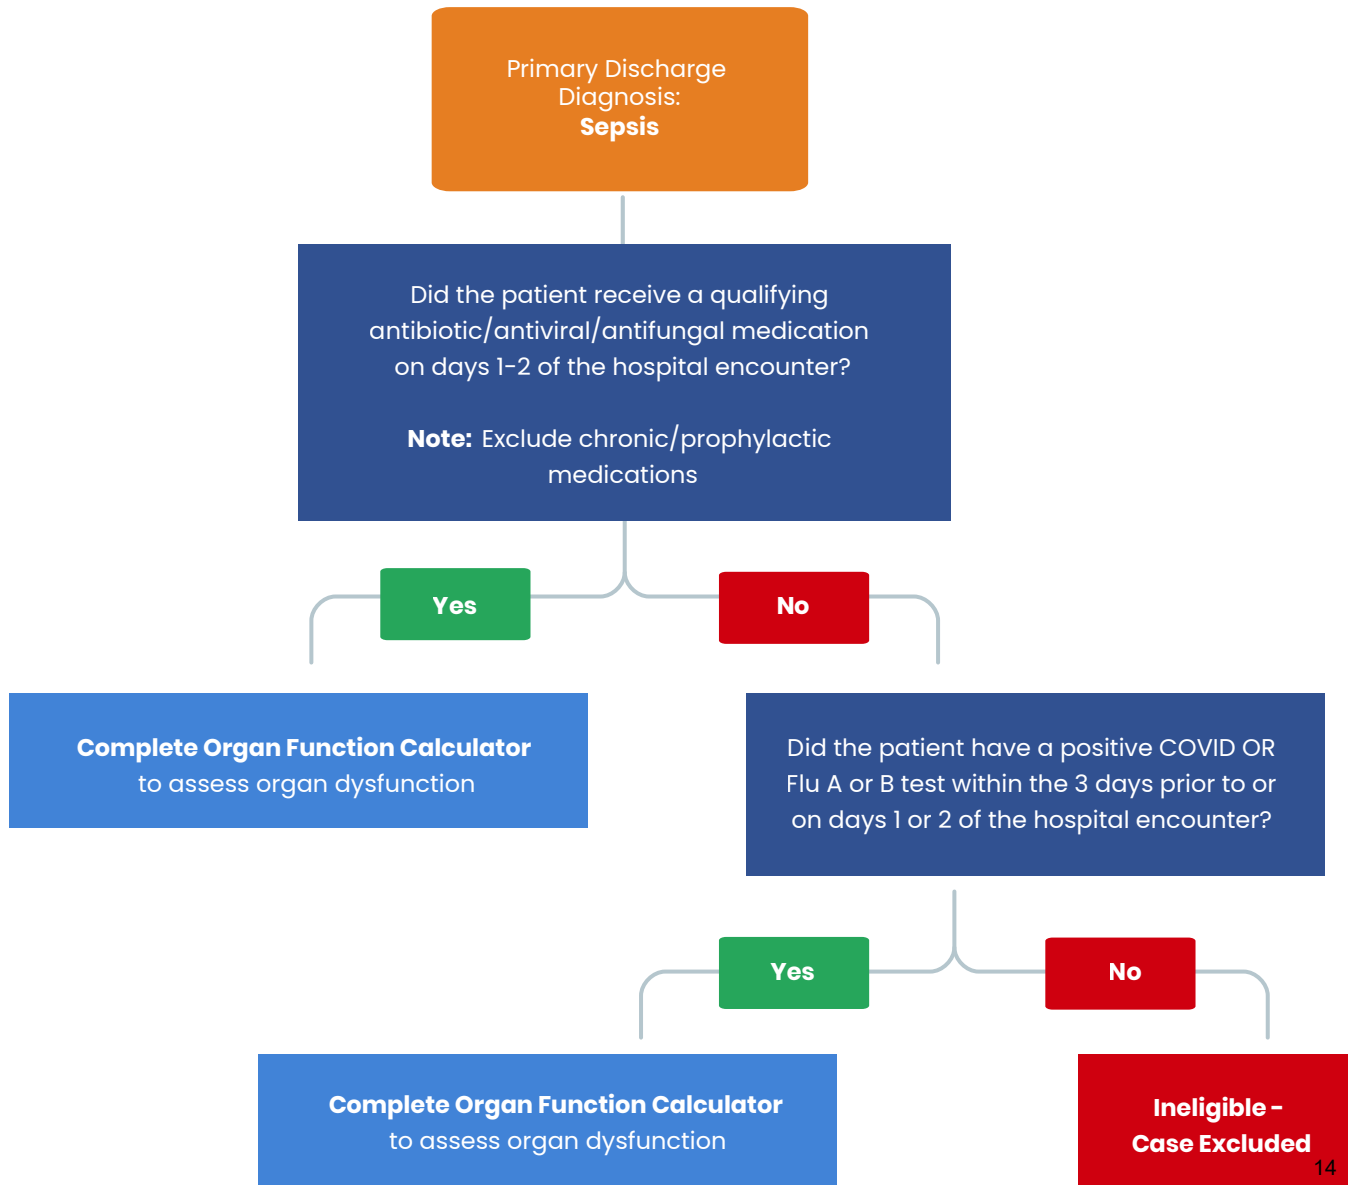 Primary Discharge
Diagnosis:
Sepsis
Did the patient receive a qualifying
antibiotic/antiviral/antifungal medication
on days 1-2 of the hospital encounter?
Note: Exclude chronic/prophylactic
medications
Yes
No
Complete Organ Function Calculator
to assess organ dysfunction
Did the patient have a positive COVID OR
Flu A or B test within the 3 days prior to or
on days 1 or 2 of the hospital encounter?
Yes
No
Complete Organ Function Calculator
to assess organ dysfunction
Ineligible -
Case Excluded
14